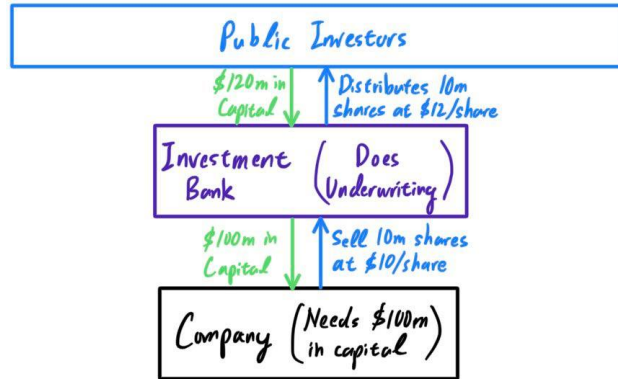 Public Investors
$120m in
Capital
Distributes 10m
shares at $12/share
Investment
Bank
(Does
Underwriting)
$100m in
Capital
Sell 10m shares
at $10/share
Company
(Needs $100m
in capital)